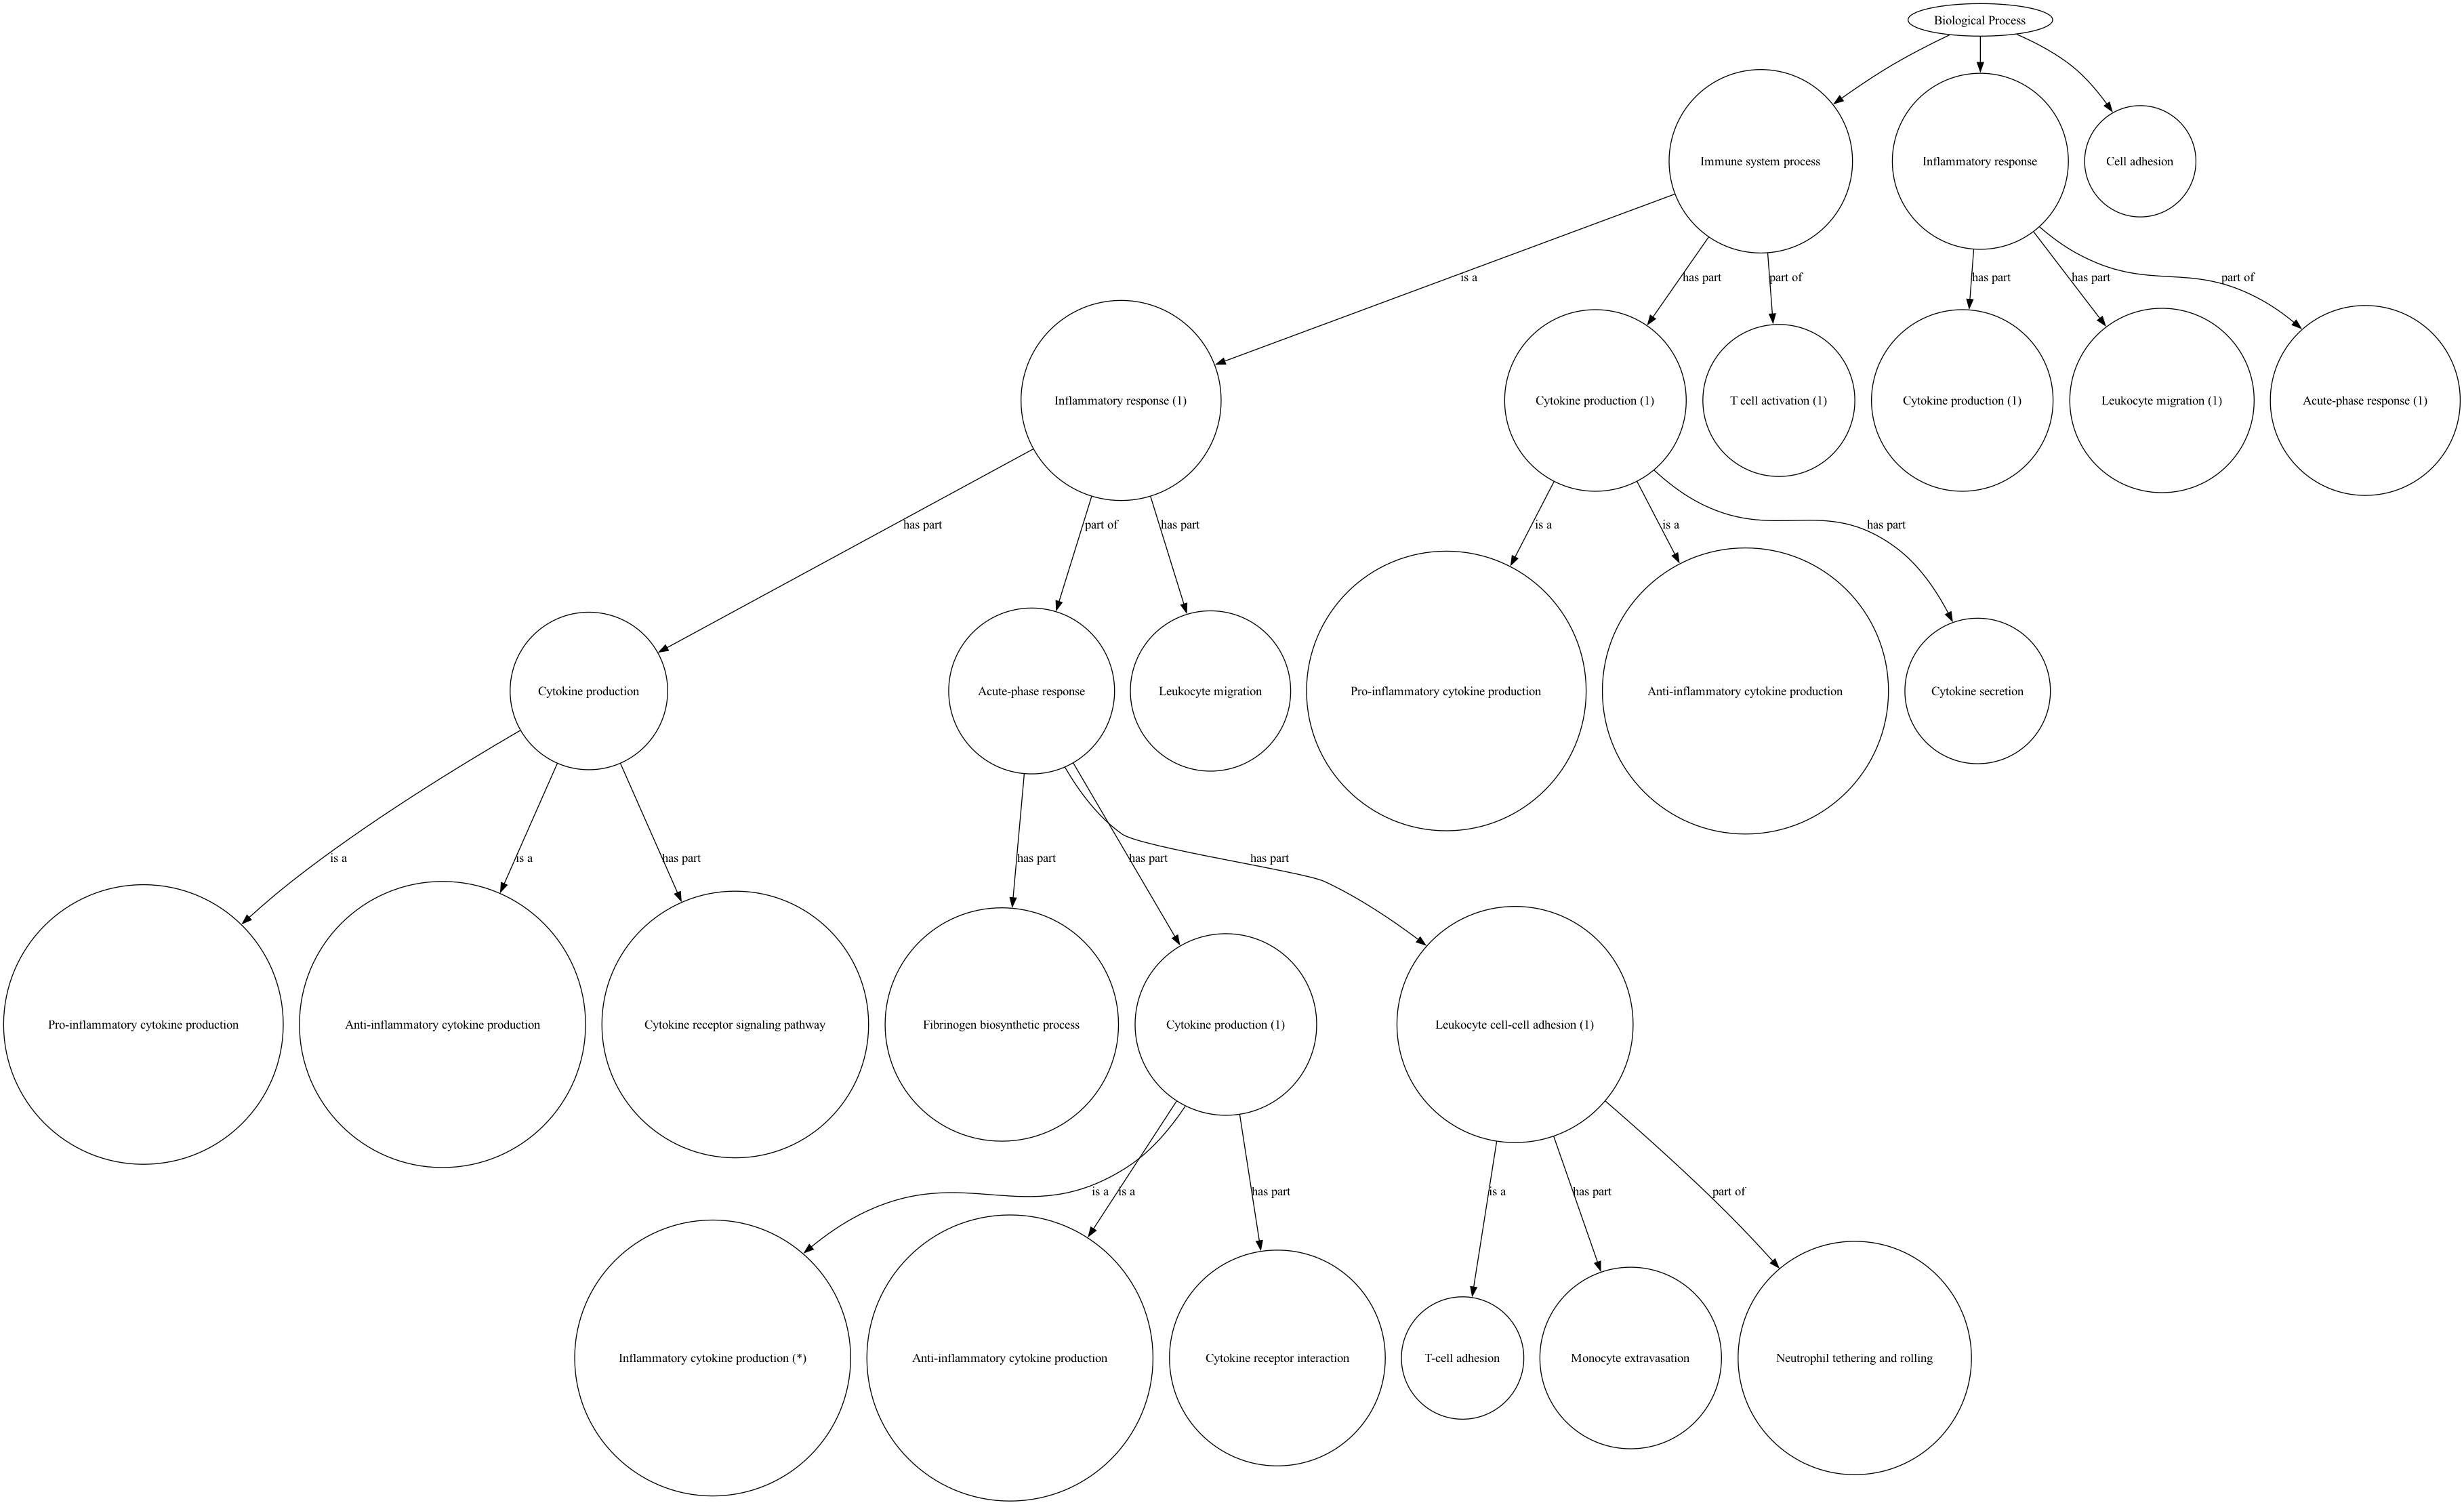 Biological Process
Immune system process
Inflammatory response
Cell adhesion
is a
has part
part of
has part
has part
part of
Inflammatory response (1)
Cytokine production (1)
T cell activation (1)
Cytokine production (1)
Leukocyte migration (1)
Acute-phase response (1)
has part
part of
has part
is a
is a
has part
Cytokine production
Acute-phase response
Leukocyte migration
Pro-inflammatory cytokine production
Anti-inflammatory cytokine production
Cytokine secretion
is a
is a
has part
has part
has part
has part
Pro-inflammatory cytokine production
Anti-inflammatory cytokine production
Cytokine receptor signaling pathway
Fibrinogen biosynthetic process
Cytokine production (1)
Leukocyte cell-cell adhesion (1)
is a
is a
has part
is a
has part
part of
Inflammatory cytokine production (*)
Anti-inflammatory cytokine production
Cytokine receptor interaction
T-cell adhesion
Monocyte extravasation
Neutrophil tethering and rolling